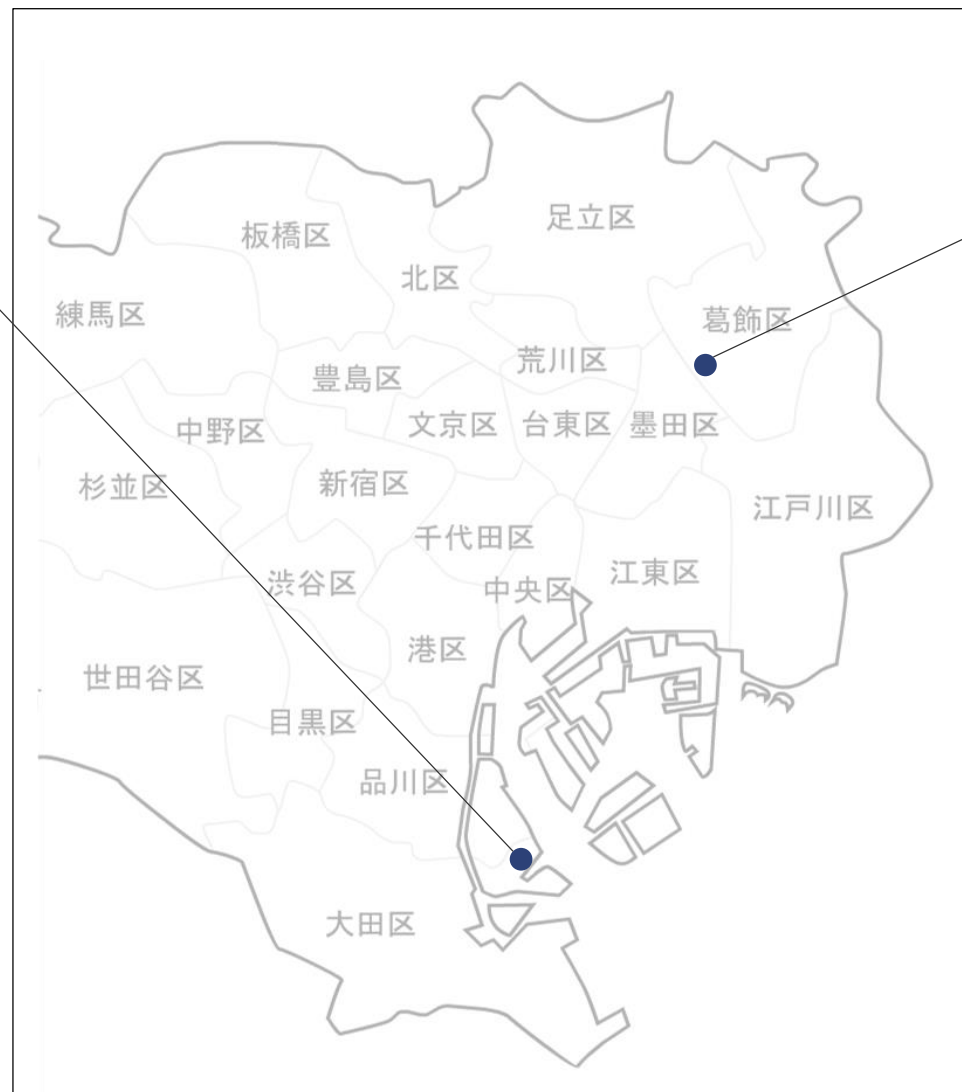 足立区
板橋区
北区
練馬区
葛飾区
荒川区
豊島区
文京区
台東区
墨田区
中野区
杉並区
新宿区
江戸川区
千代田区
江東区
渋谷区
中央区
港区
世田谷区
目黒区
品川区
大田区